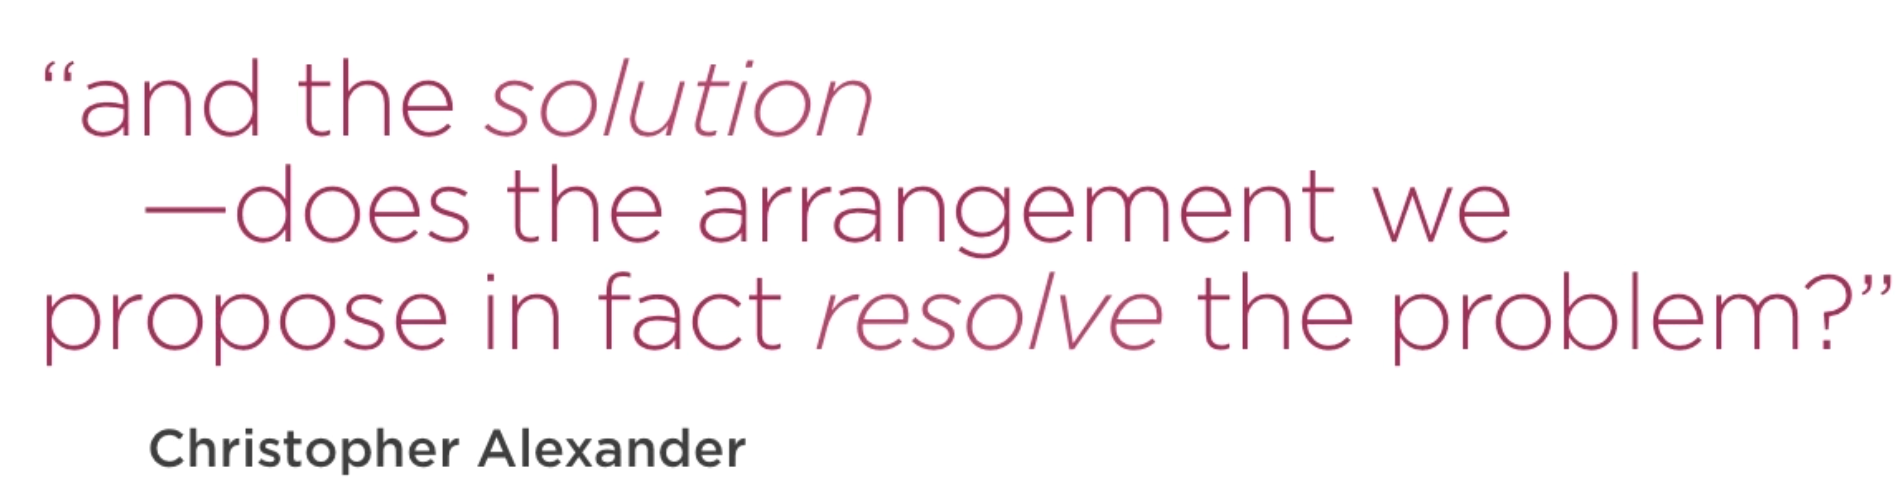 “and the solution
—does the arrangement we
propose in fact resolve the problem?”
Christopher Alexander